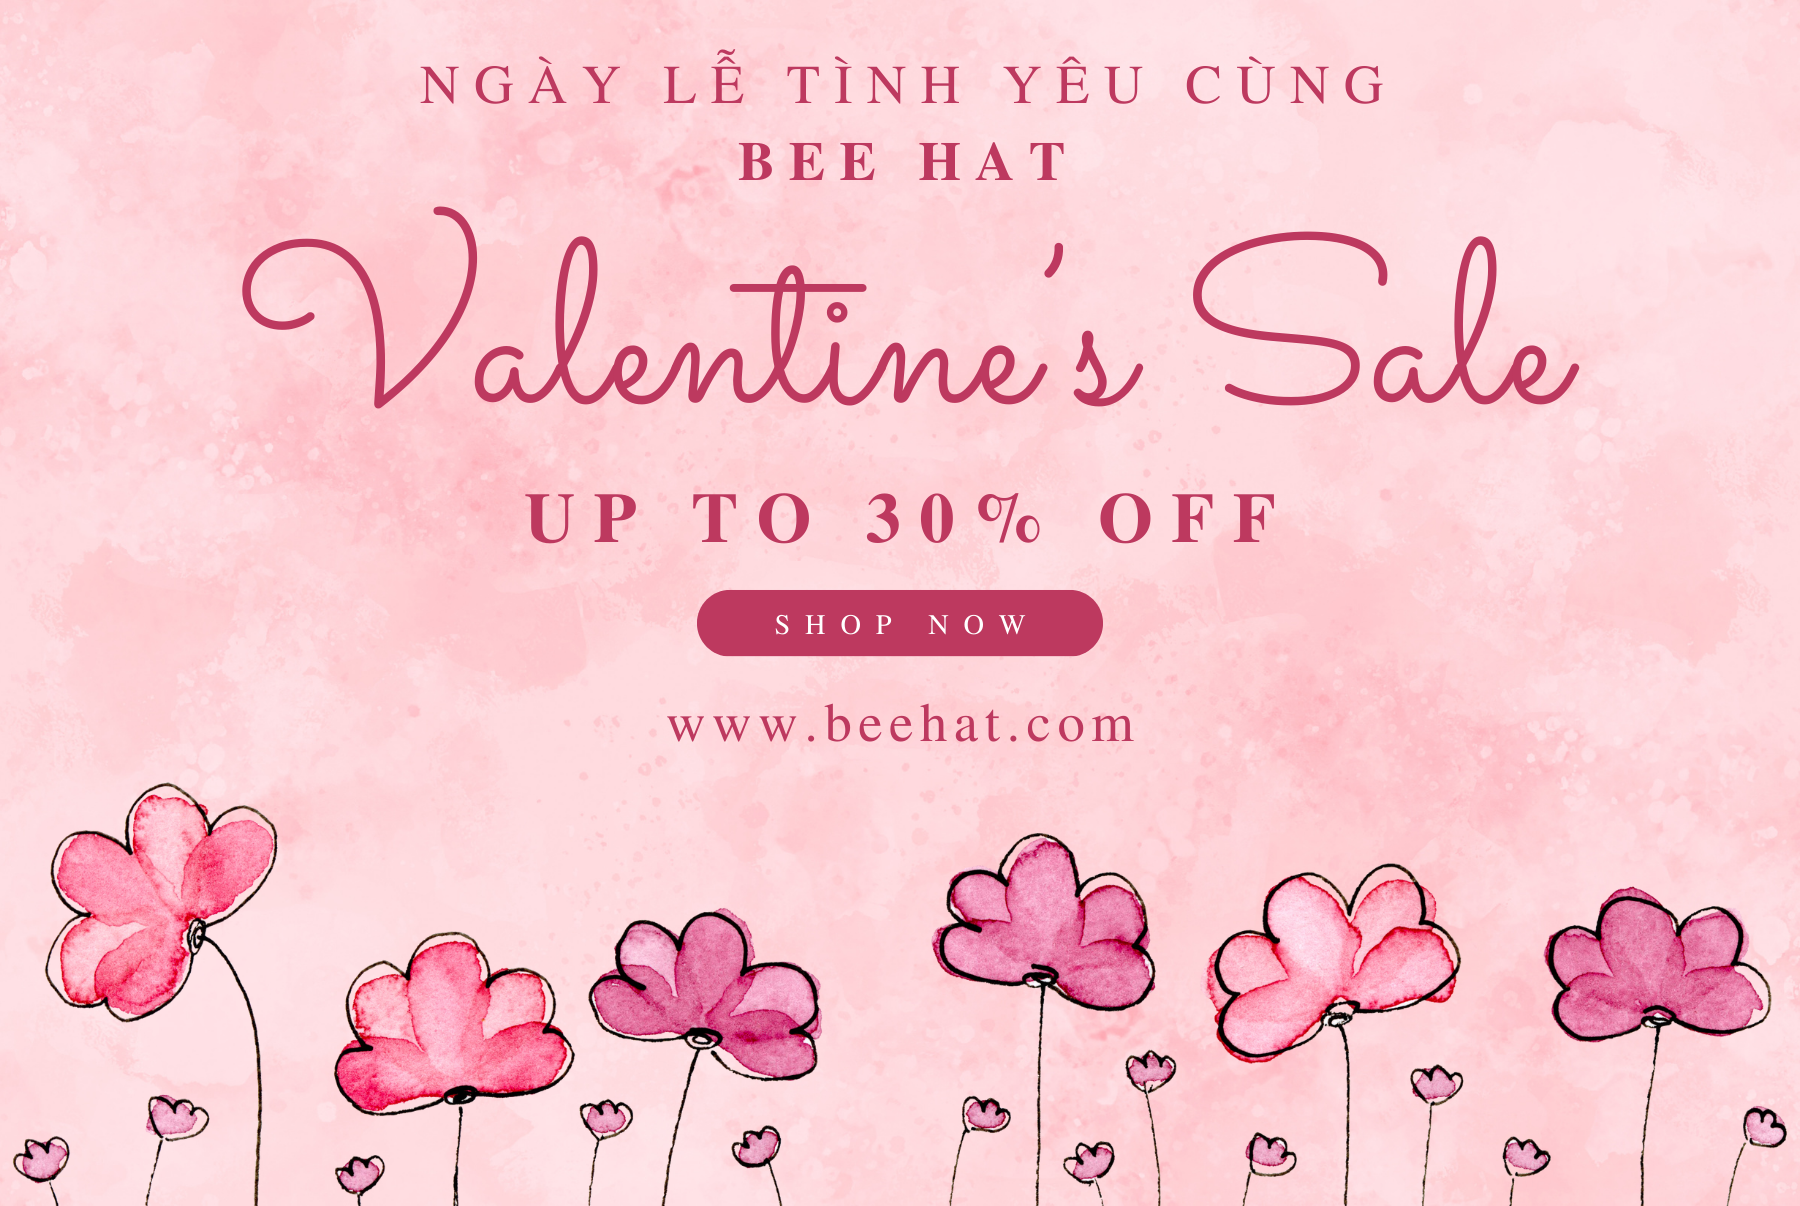 NGÀY LỄ TÌNH YÊU CÙNG
BEE HAT
Valentine's Sale
UP TO 30% OFF
SHOP NOW
www.beehat.com